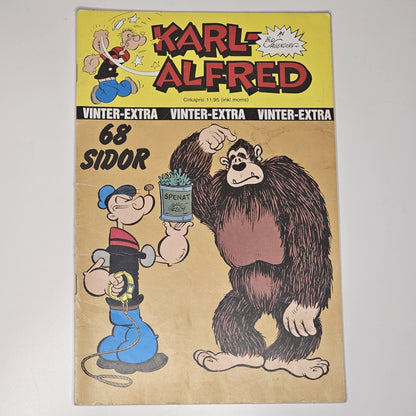 KARL-
ALFRED
AV
BUD
SAGENDORF
Cirkapris 11:95 (inkl moms)
VINTER-EXTRA VINTER-EXTRA VINTER-EXTRA
68
SIDOR
SPENAT